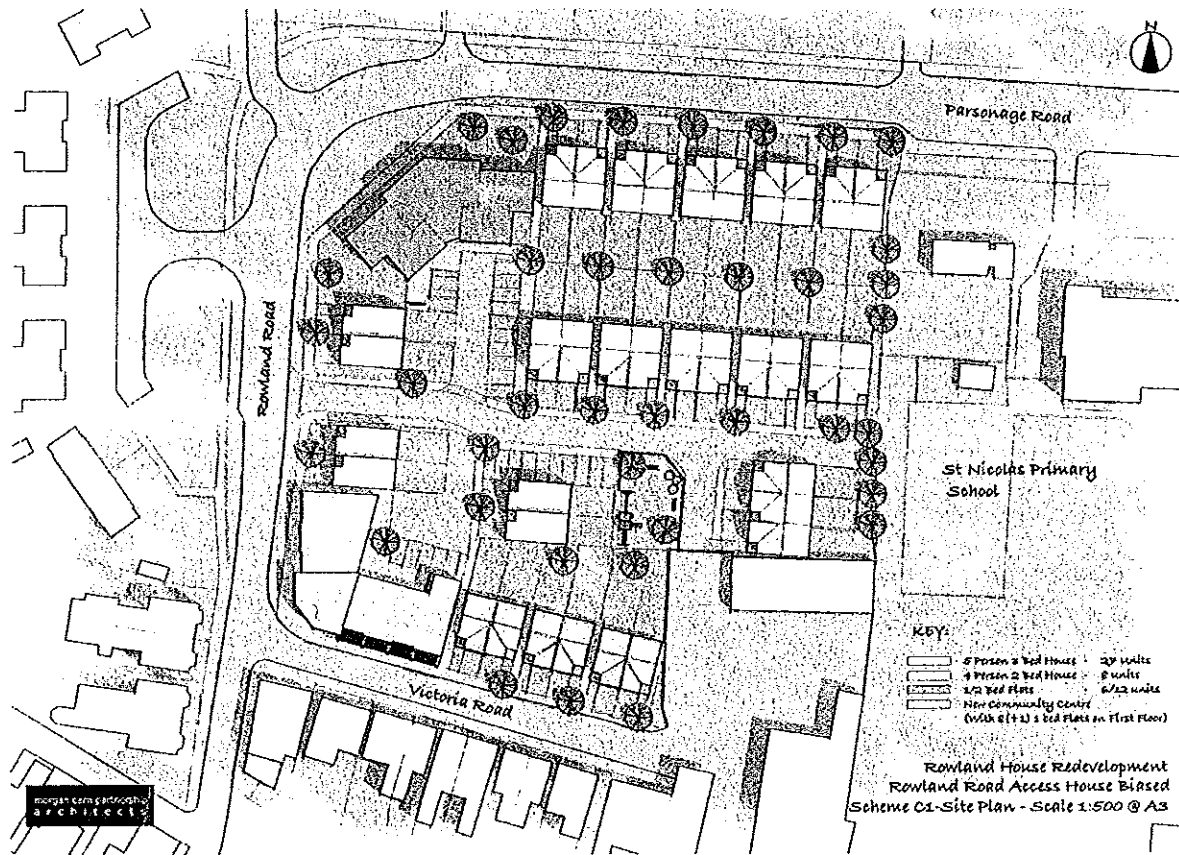 N
Parsonage Road
Rowland Road
St Nicolas Primary
School
KEY:
5 Person 3 Bed House - units
4 Person 2 Bed House - 8 units
1/2 Bed Flats 6/12 units
New Community Centre
(With 8(+1) 1 bed Flats on First Floor)
Victoria Road
Rowland House Redevelopment
Rowland Road Access House Biased
Scheme C1-Site Plan - Scale 1:500 @ A3
morgan carn partnership
architects